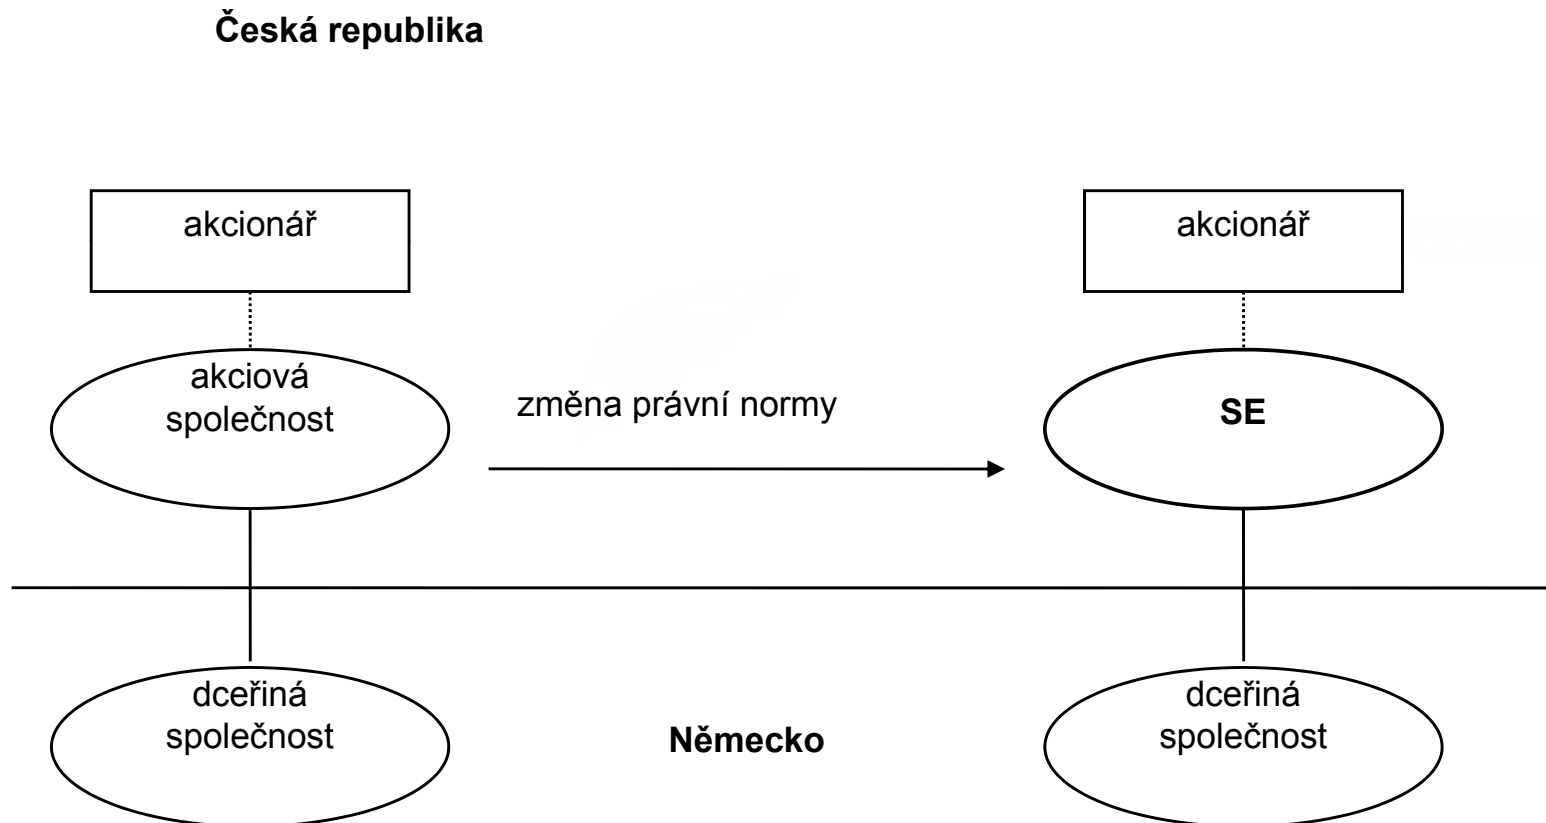 Česká republika
akcionář
akcionář
akciová
společnost
změna právní normy
SE
dceřiná
společnost
Německo
dceřiná
společnost